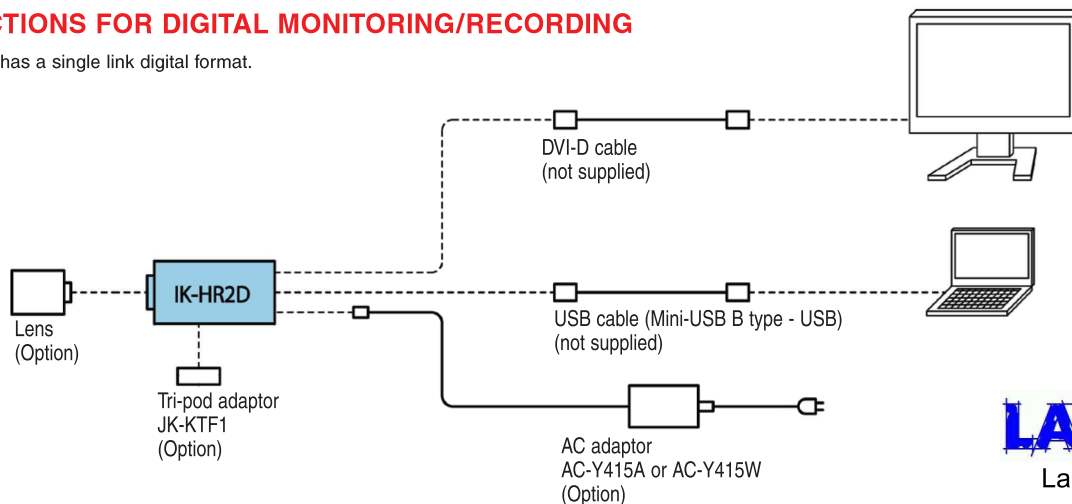 CTIONS FOR DIGITAL MONITORING/RECORDING
has a single link digital format.
DVI-D cable
(not supplied)
IK-HR2D
Lens
(Option)
USB cable (Mini-USB B type - USB)
(not supplied)
Tri-pod adaptor
JK-KTF1
(Option)
AC adaptor
AC-Y415A or AC-Y415W
(Option)
LA
La